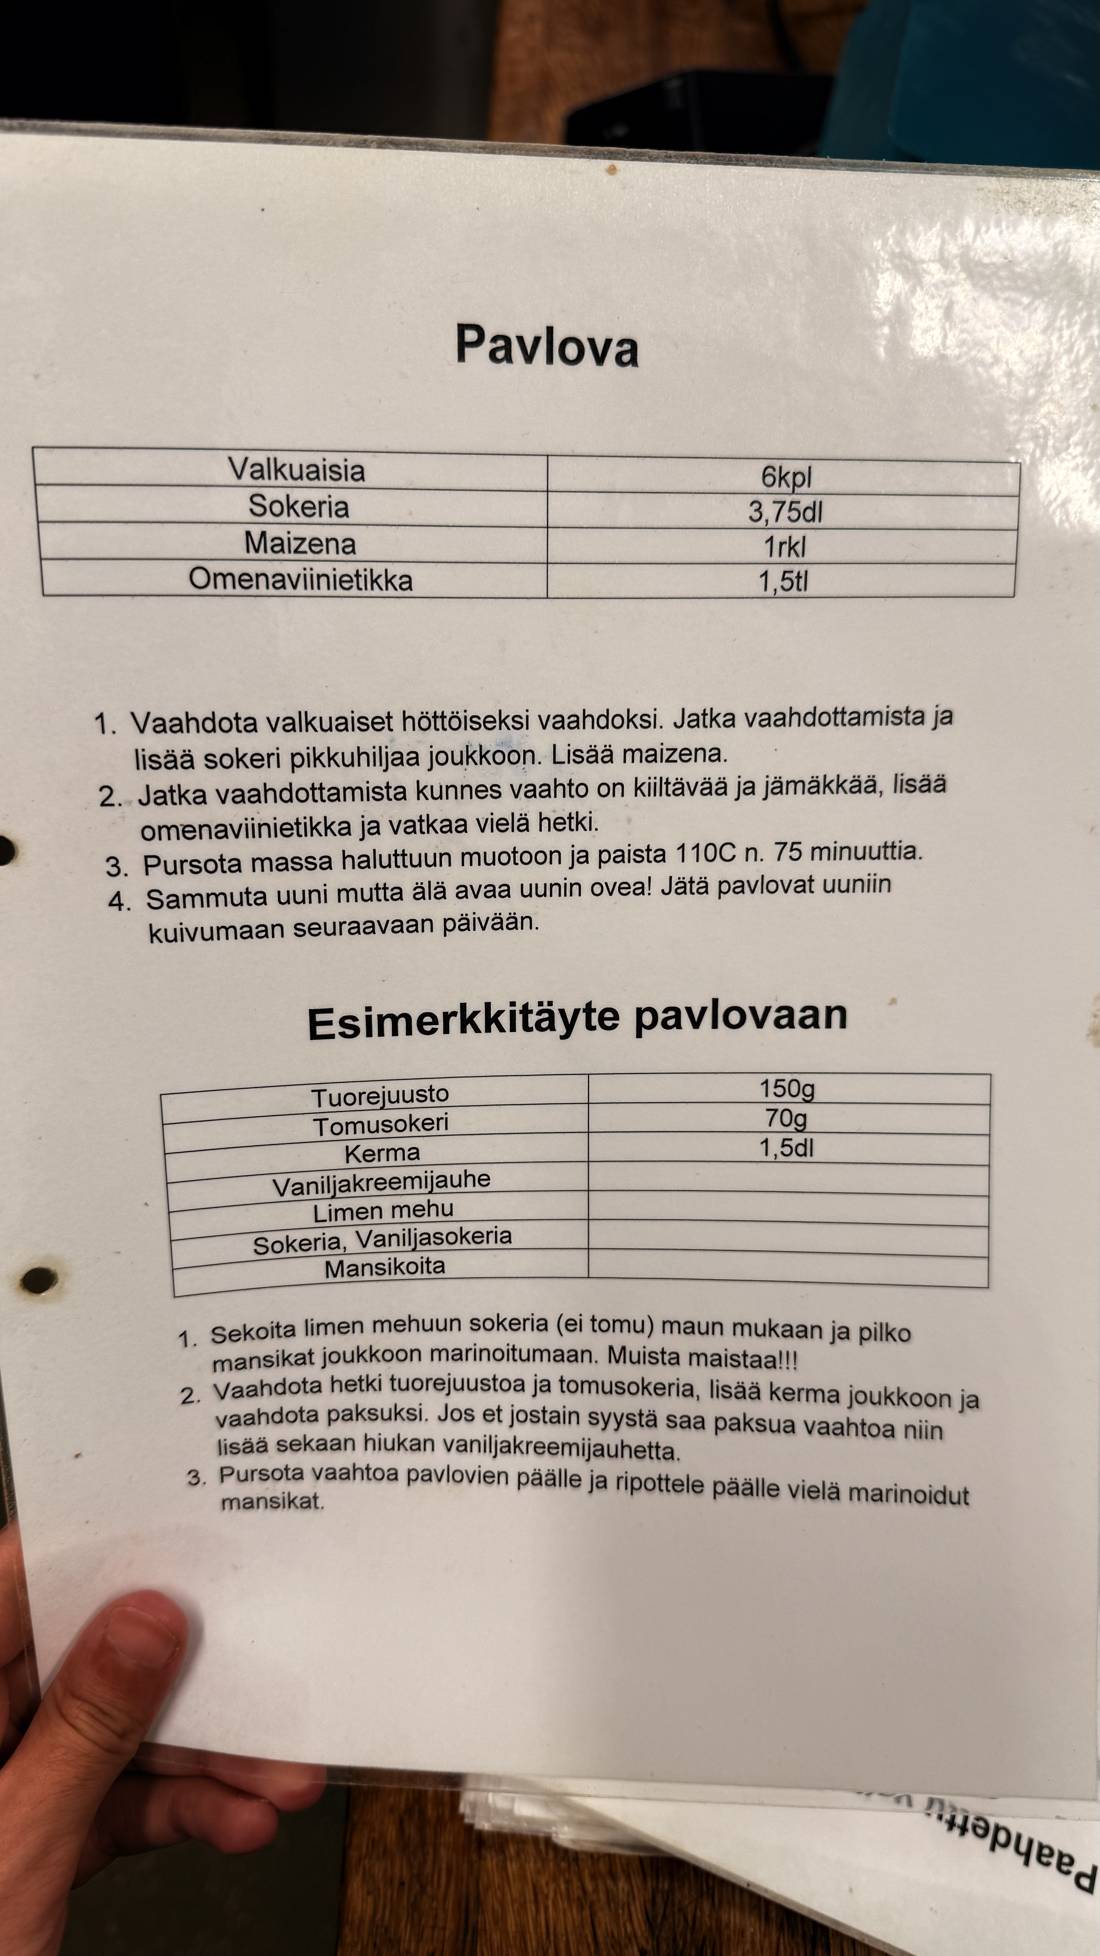 Pavlova
Valkuaisia 6kpl
Sokeria 3,75dl
Maizena 1rkl
Omenaviinietikka 1,5tl
1. Vaahdota valkuaiset höttöiseksi vaahdoksi. Jatka vaahdottamista ja
lisää sokeri pikkuhiljaa joukkoon. Lisää maizena.
2. Jatka vaahdottamista kunnes vaahto on kiiltävää ja jämäkkää, lisää
omenaviinietikka ja vatkaa vielä hetki.
3. Pursota massa haluttuun muotoon ja paista 110C n. 75 minuuttia.
4. Sammuta uuni mutta älä avaa uunin ovea! Jätä pavlovat uuniin
kuivumaan seuraavaan päivään.
Esimerkkitäyte pavlovaan
Tuorejuusto 150g
Tomusokeri 70g
Kerma 1,5dl
Vaniljakreemijauhe
Limen mehu
Sokeria, Vaniljasokeria
Mansikoita
1. Sekoita limen mehuun sokeria (ei tomu) maun mukaan ja pilko
mansikat joukkoon marinoitumaan. Muista maistaa!!!
2. Vaahdota hetki tuorejuustoa ja tomusokeria, lisää kerma joukkoon ja
vaahdota paksuksi. Jos et jostain syystä saa paksua vaahtoa niin
lisää sekaan hiukan vaniljakreemijauhetta.
3. Pursota vaahtoa pavlovien päälle ja ripottele päälle vielä marinoidut
mansikat.
Paahdettu